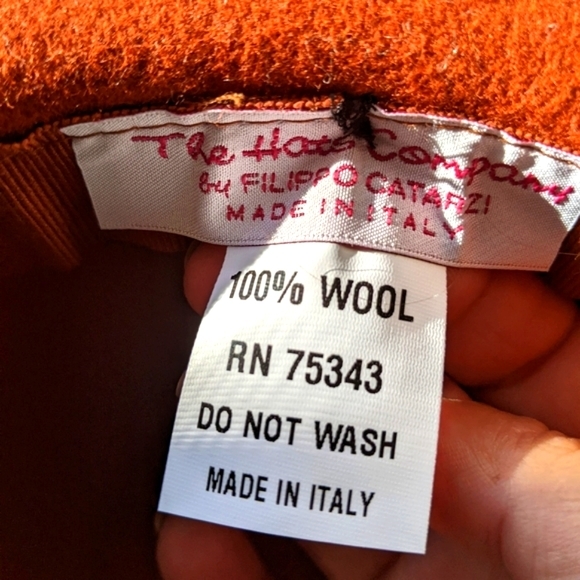 The Hats Company
by FILIPPO CATARZI
MADE IN ITALY
100% WOOL
RN 75343
DO NOT WASH
MADE IN ITALY